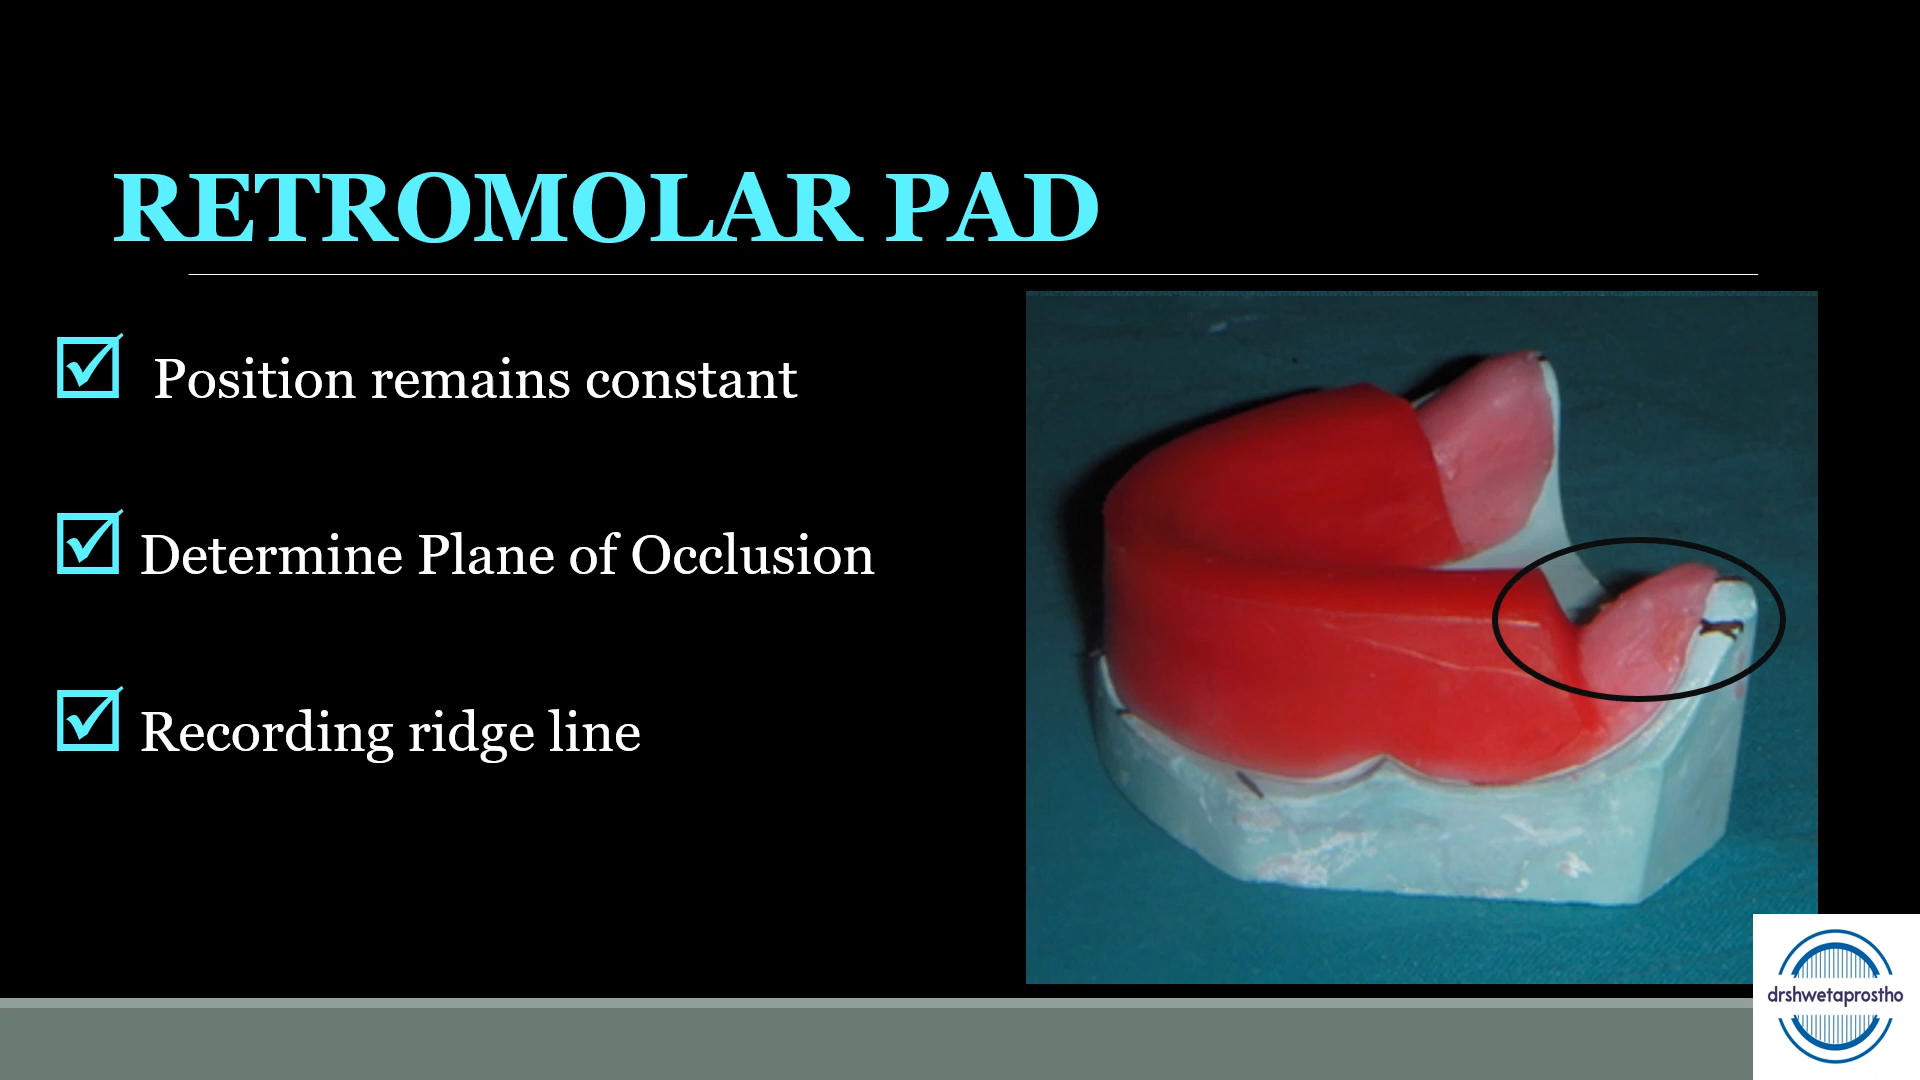 RETROMOLAR PAD
Position remains constant
Determine Plane of Occlusion
Recording ridge line
drshwetaprostho